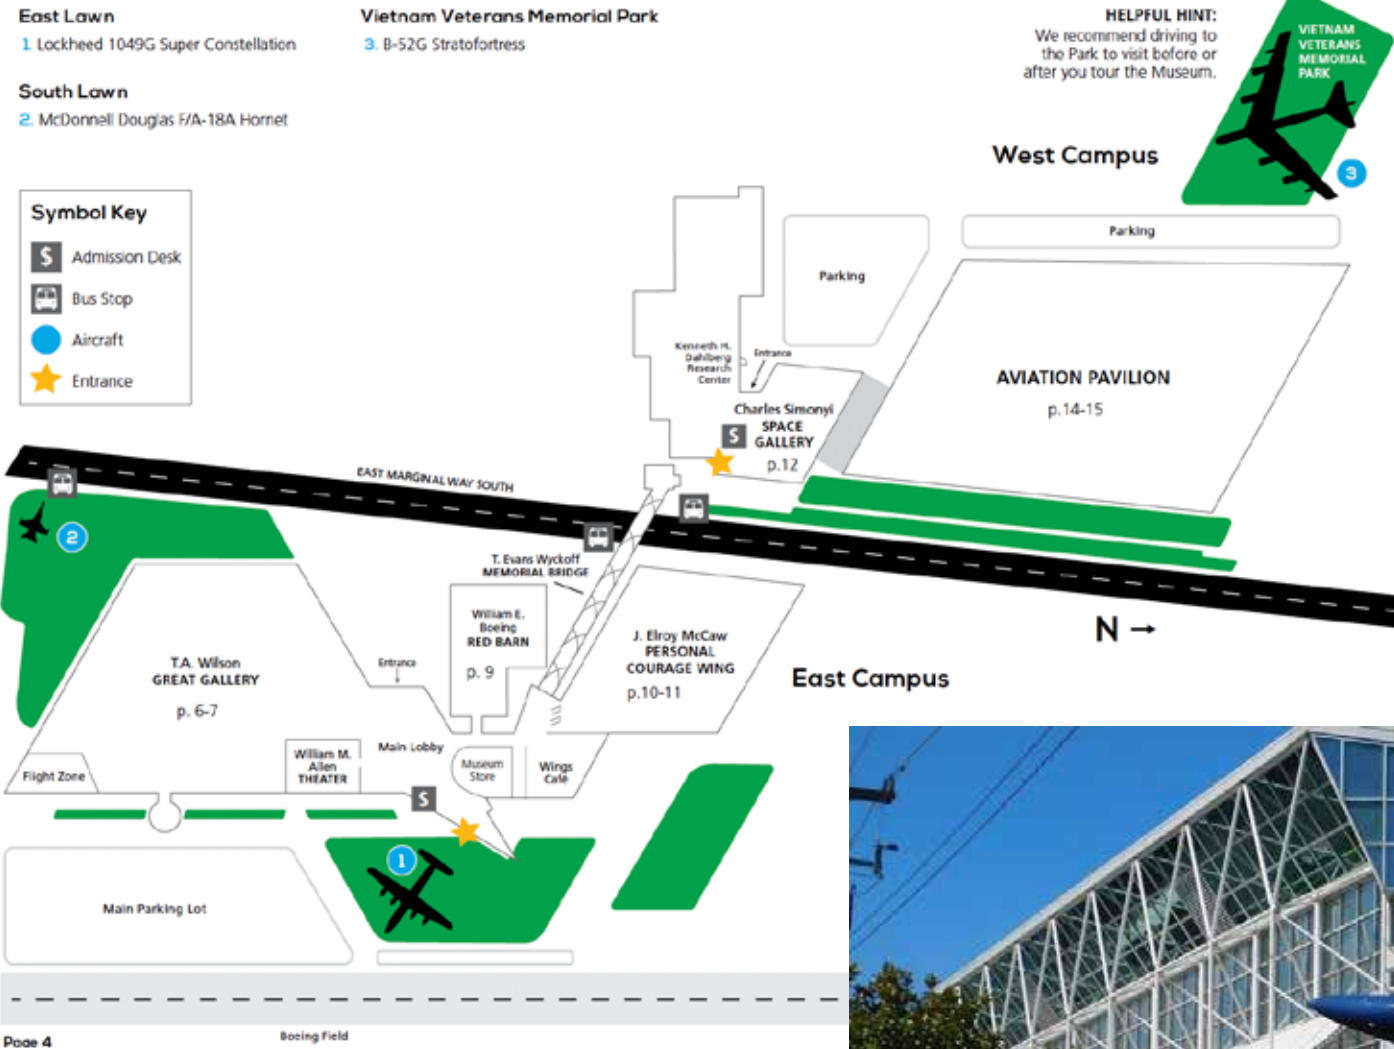 East Lawn
1. Lockheed 1049G Super Constellation
South Lawn
2. McDonnell Douglas F/A-18A Hornet
Vietnam Veterans Memorial Park
3. B-52G Stratofortress
HELPFUL HINT:
We recommend driving to
the Park to visit before or
after you tour the Museum.
VIETNAM
VETERANS
MEMORIAL
PARK
3
West Campus
Symbol Key
$ Admission Desk
Bus Stop
Aircraft
Entrance
Parking
Parking
Kenneth H.
Dahlberg
Research
Center
Entrance
Charles Simonyi
SPACE
GALLERY
p.12
$
AVIATION PAVILION
p.14-15
EAST MARGINAL WAY SOUTH
2
T. Evans Wyckoff
MEMORIAL BRIDGE
William E.
Boeing
RED BARN
p. 9
J. Elroy McCaw
PERSONAL
COURAGE WING
p.10-11
N →
East Campus
T.A. Wilson
GREAT GALLERY
p. 6-7
Entrance
Flight Zone
William M.
Allen
THEATER
Main Lobby
Museum
Store
Wings
Café
$
1
Main Parking Lot
Boeing Field
Page 4